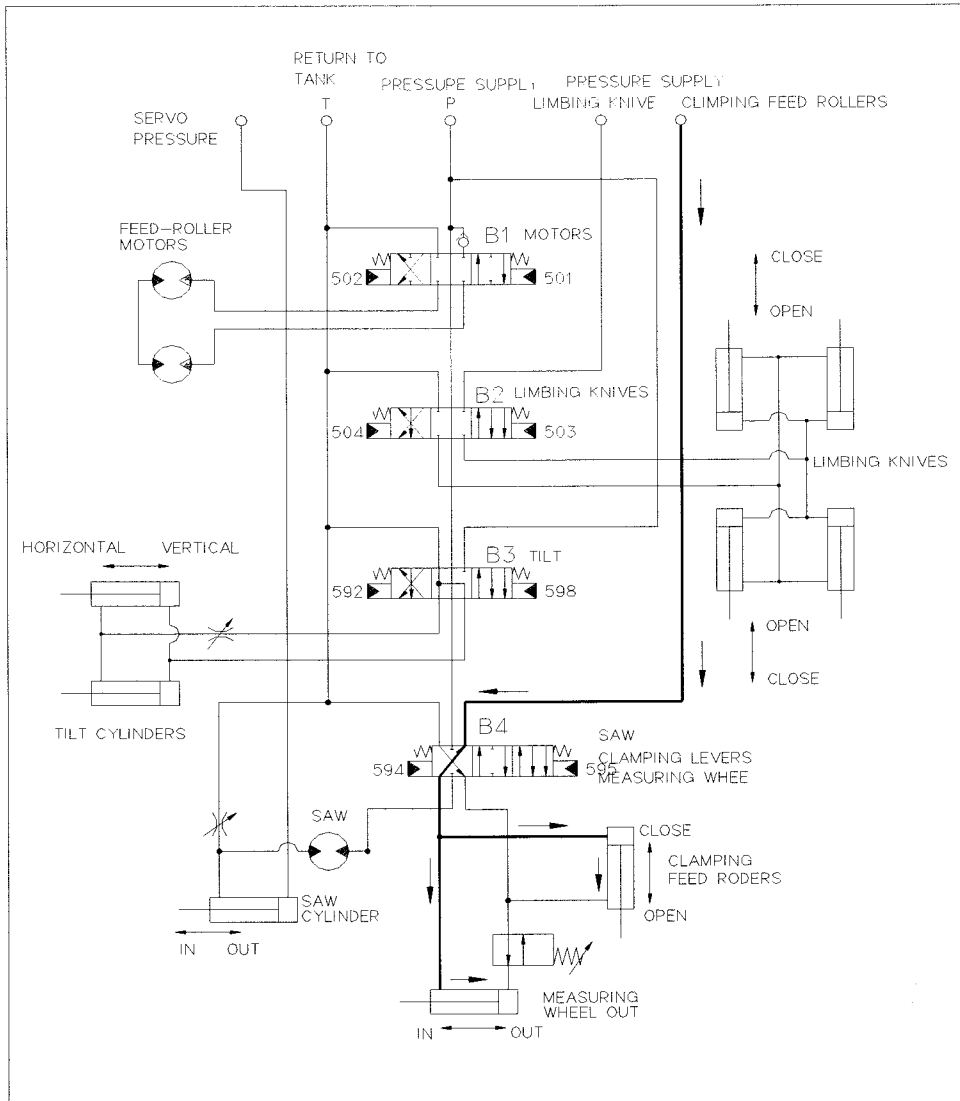 RETURN TO
TANK
T
PRESSUPE SUPPLY
P
PRESSURE SUPPLY
LIMBING KNIVE
CLIMPING FEED ROLLERS
SERVO
PRESSURE
FEED-ROLLER
MOTORS
B1 MOTORS
502
501
CLOSE
OPEN
B2 LIMBING KNIVES
504
503
LIMBING KNIVES
HORIZONTAL
VERTICAL
B3 TILT
592
598
OPEN
CLOSE
TILT CYLINDERS
B4
SAW
CLAMPING LEVERS
MEASURING WHEE
594
595
SAW
CLOSE
CLAMPING
FEED RODERS
OPEN
SAW
CYLINDER
IN
OUT
MEASURING
WHEEL OUT
IN
OUT